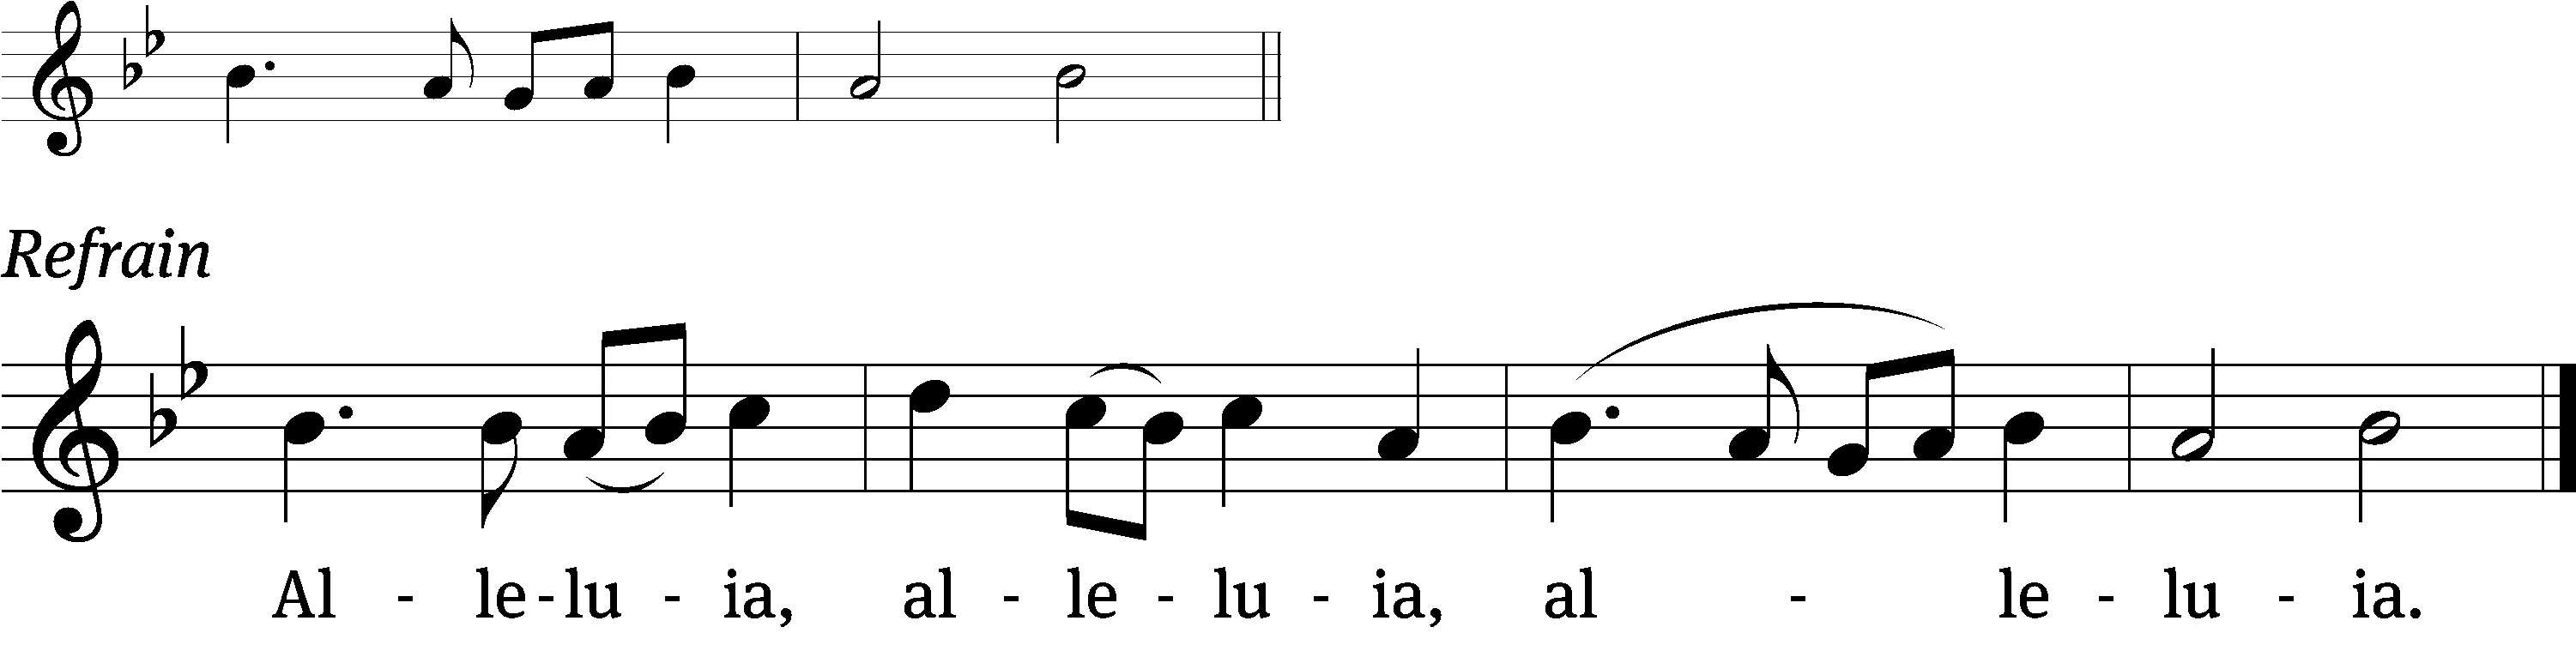 Refrain
Al - le - lu - ia, al - le - lu - ia, al - le - lu - ia.